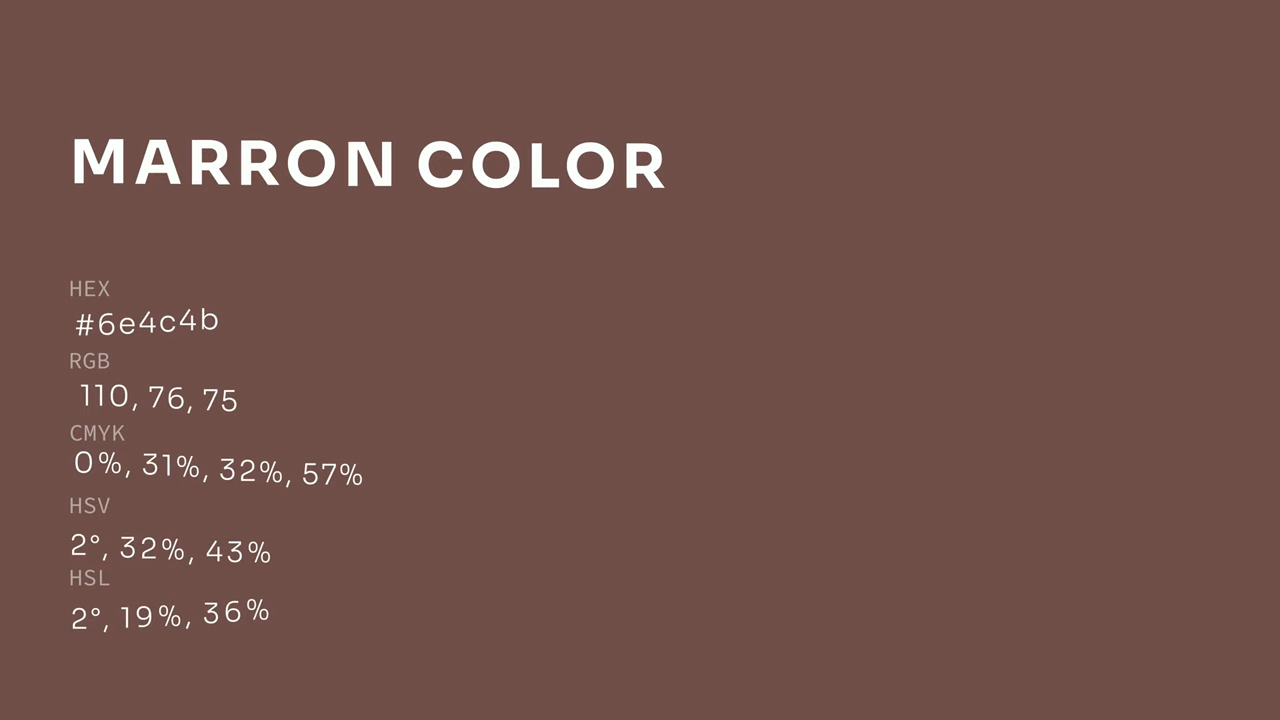 MARRON COLOR
HEX
#6e4c4b
RGB
110, 76, 75
CMYK
0%, 31%, 32%, 57%
HSV
2°, 32%, 43%
HSL
2°, 19%, 36%